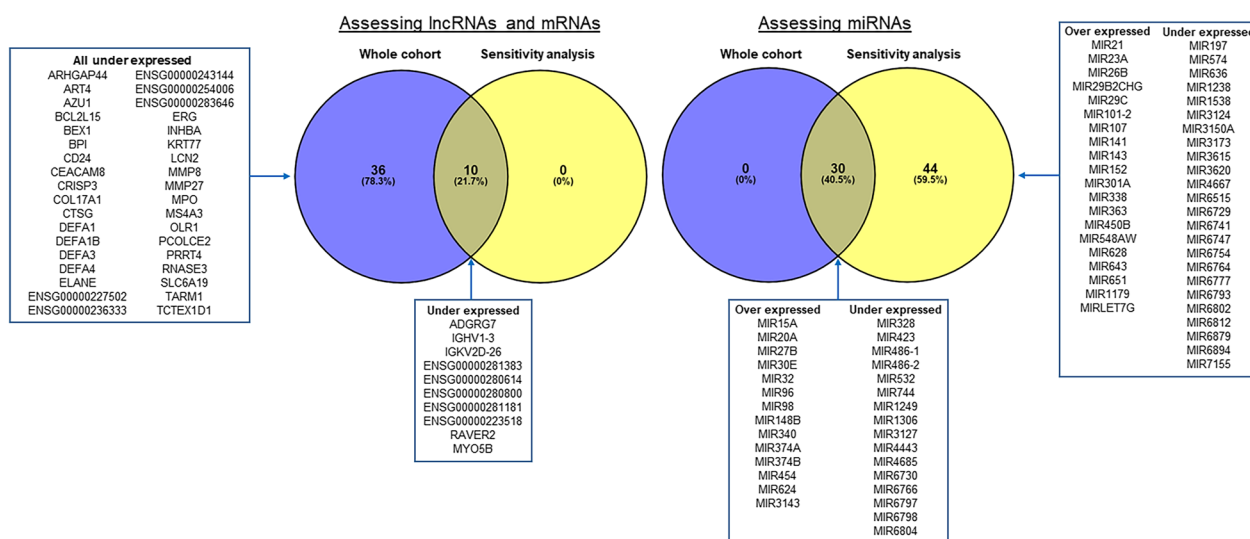 Assessing lncRNAs and mRNAs
Assessing miRNAs
All under expressed
ARHGAP44 ENSG00000243144
ART4 ENSG00000254006
AZU1 ENSG00000283646
BCL2L15 ERG
BEX1 INHBA
BPI KRT77
CD24 LCN2
CEACAM8 MMP8
CRISP3 MMP27
COL17A1 MPO
CTSG MS4A3
DEFA1 OLR1
DEFA1B PCOLCE2
DEFA3 PRRT4
DEFA4 RNASE3
ELANE SLC6A19
ENSG00000227502 TARM1
ENSG00000236333 TCTEX1D1
Whole cohort Sensitivity analysis
36 10 0
(78.3%) (21.7%) (0%)
Under expressed
ADGRG7
IGHV1-3
IGKV2D-26
ENSG00000281383
ENSG00000280614
ENSG00000280800
ENSG00000281181
ENSG00000223518
RAVER2
MYO5B
Whole cohort Sensitivity analysis
0 30 44
(0%) (40.5%) (59.5%)
Over expressed Under expressed
MIR15A MIR328
MIR20A MIR423
MIR27B MIR486-1
MIR30E MIR486-2
MIR32 MIR532
MIR96 MIR744
MIR98 MIR1249
MIR148B MIR1306
MIR340 MIR3127
MIR374A MIR4443
MIR374B MIR4685
MIR454 MIR6730
MIR624 MIR6766
MIR3143 MIR6797
MIR6798
MIR6804
Over expressed Under expressed
MIR21 MIR197
MIR23A MIR574
MIR26B MIR636
MIR29B2CHG MIR1238
MIR29C MIR1538
MIR101-2 MIR3124
MIR107 MIR3150A
MIR141 MIR3173
MIR143 MIR3615
MIR152 MIR3620
MIR301A MIR4667
MIR338 MIR6515
MIR363 MIR6729
MIR450B MIR6741
MIR548AW MIR6747
MIR628 MIR6754
MIR643 MIR6764
MIR651 MIR6777
MIR1179 MIR6793
MIRLET7G MIR6802
MIR6812
MIR6879
MIR6894
MIR7155